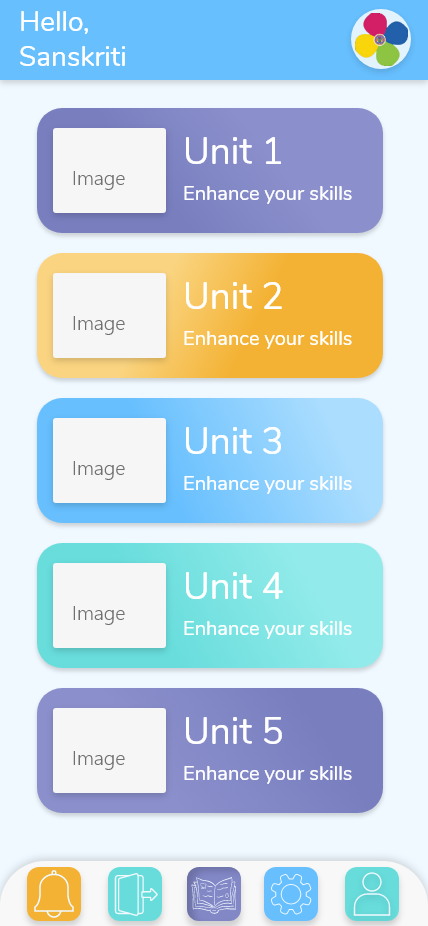 Hello,
Sanskriti
Unit 1
Image
Enhance your skills
Unit 2
Image
Enhance your skills
Unit 3
Image
Enhance your skills
Unit 4
Image
Enhance your skills
Unit 5
Image
Enhance your skills